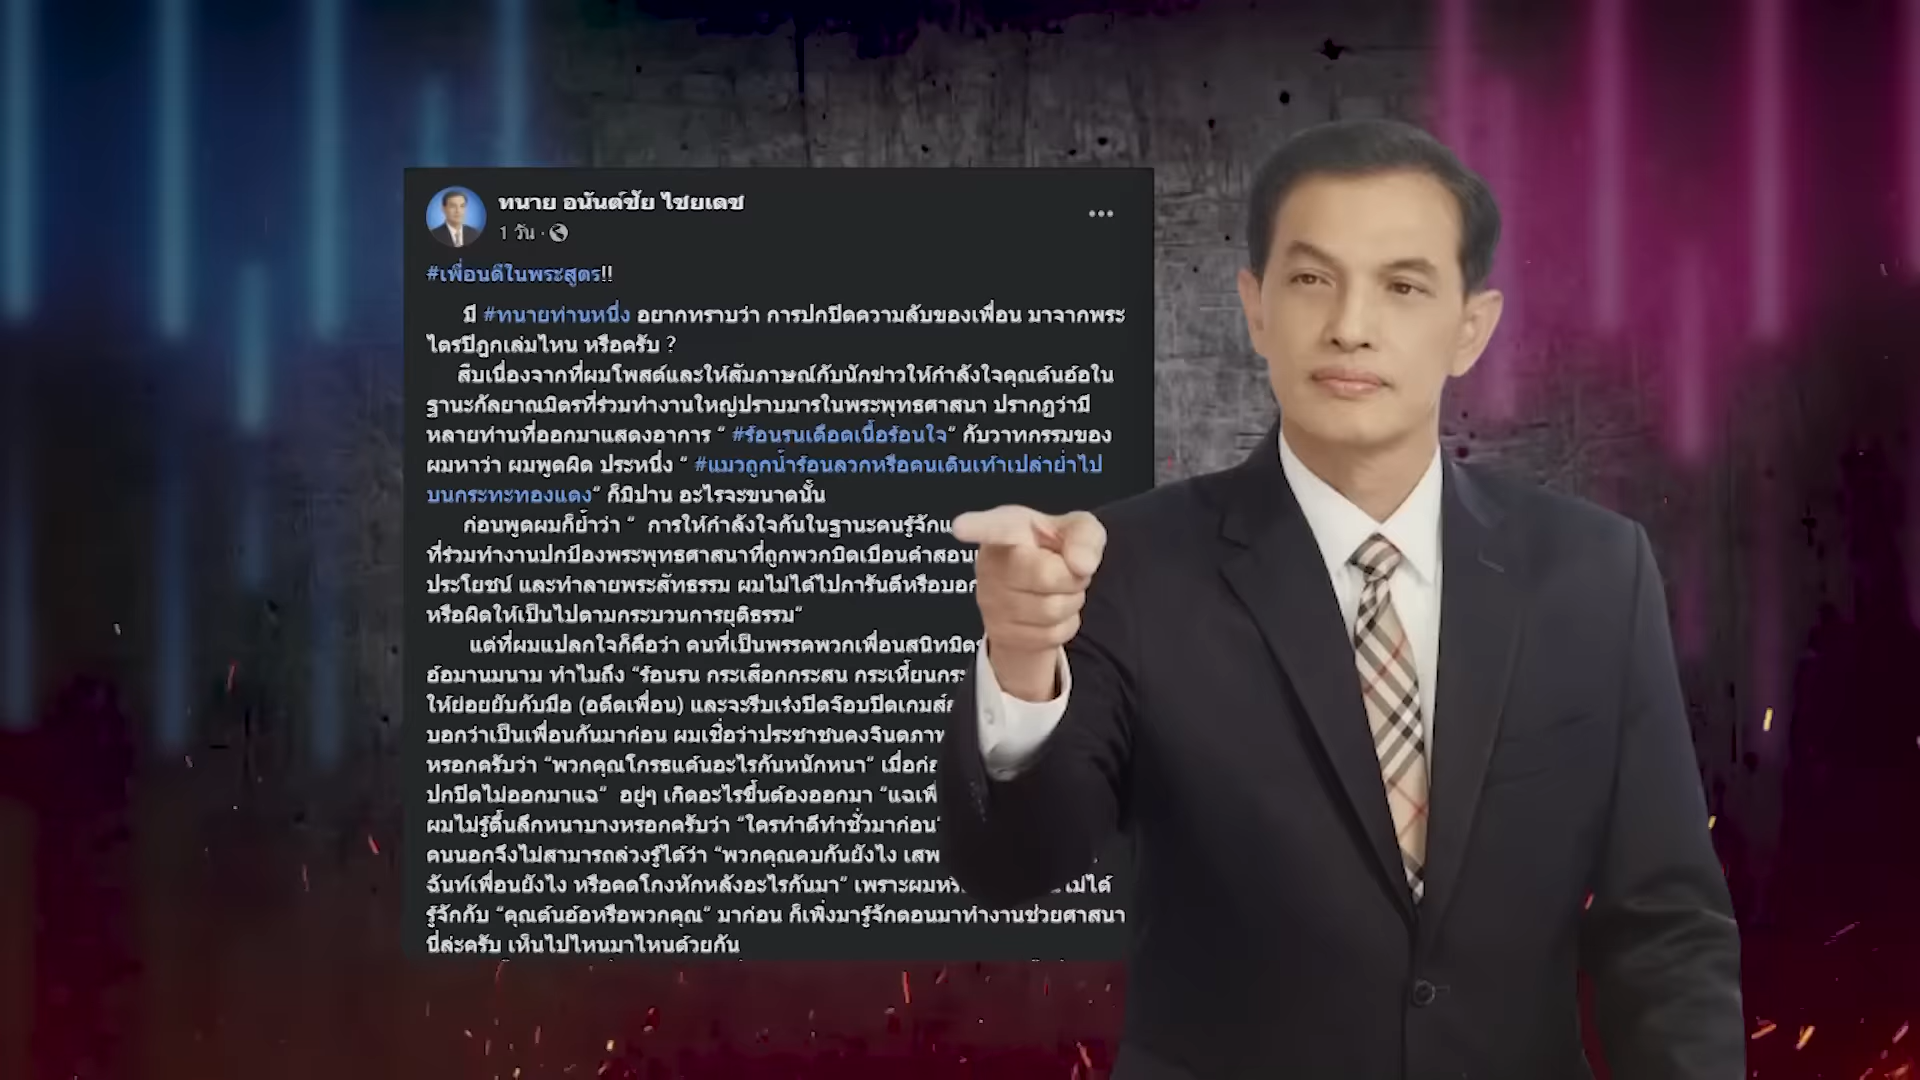 ทนาย อนันต์ชัย ไชยเดช
1 วัน ·
#เพื่อนดีในพระสูตร!!
มี #ทนายท่านหนึ่ง อยากทราบว่า การปกปิดความลับของเพื่อน มาจากพระ
ไตรปิฎกเล่มไหน หรือครับ ?
สืบเนื่องจากที่ผมโพสต์และให้สัมภาษณ์กับนักข่าวให้กำลังใจคุณต้นอ้อใน
ฐานะกัลยาณมิตรที่ร่วมทำงานใหญ่ปราบมารในพระพุทธศาสนา ปรากฏว่ามี
หลายท่านที่ออกมาแสดงอาการ “ #ร้อนรนเดือดเนื้อร้อนใจ“ กับวาทกรรมของ
ผมหาว่า ผมพูดผิด ประหนึ่ง “ #แมวถูกน้ำร้อนลวกหรือคนเดินเท้าเปล่าย่ำไป
บนกระทะทองแดง“ ก็มิปาน อะไรจะขนาดนั้น
ก่อนพูดผมก็ย้ำว่า “ การให้กำลังใจกันในฐานะคนรู้จัก
ที่ร่วมทำงานปกป้องพระพุทธศาสนาที่ถูกพวกบิดเบือนคำสอน
ประโยชน์ และทำลายพระสัทธรรม ผมไม่ได้ไปการันตีหรือบอก
หรือผิดให้เป็นไปตามกระบวนการยุติธรรม“
แต่ที่ผมแปลกใจก็คือว่า คนที่เป็นพรรคพวกเพื่อนสนิทมิตร
อ้อมานมนาน ทำไมถึง “ร้อนรน กระเสือกกระสน กระเหี้ยน
ให้ย่อยยับกับมือ (อดีตเพื่อน) และจะรีบเร่งปิดจ๊อบปิดเกมส์
บอกว่าเป็นเพื่อนกันมาก่อน ผมเชื่อว่าประชาชนคงจินตภาพ
หรอกครับว่า “พวกคุณโกรธแค้นอะไรกันหนักหนา“ เมื่อก่อ
ปกปิดไม่ออกมาแฉ“ อยู่ๆ เกิดอะไรขึ้นต้องออกมา “แฉเพื่
ผมไม่รู้ตื้นลึกหนาบางหรอกครับว่า “ใครทำดีทำชั่วมาก่อน“
คนนอกจึงไม่สามารถล่วงรู้ได้ว่า “พวกคุณคบกันยังไง เสพ
ฉันท์เพื่อนยังไง หรือคดโกงหักหลังอะไรกันมา“ เพราะผม ไม่ได้
รู้จักกับ “คุณต้นอ้อหรือพวกคุณ“ มาก่อน ก็เพิ่งมารู้จักตอนมาทำงานช่วยศาสนา
นี่ล่ะครับ เห็นไปไหนมาไหนด้วยกัน